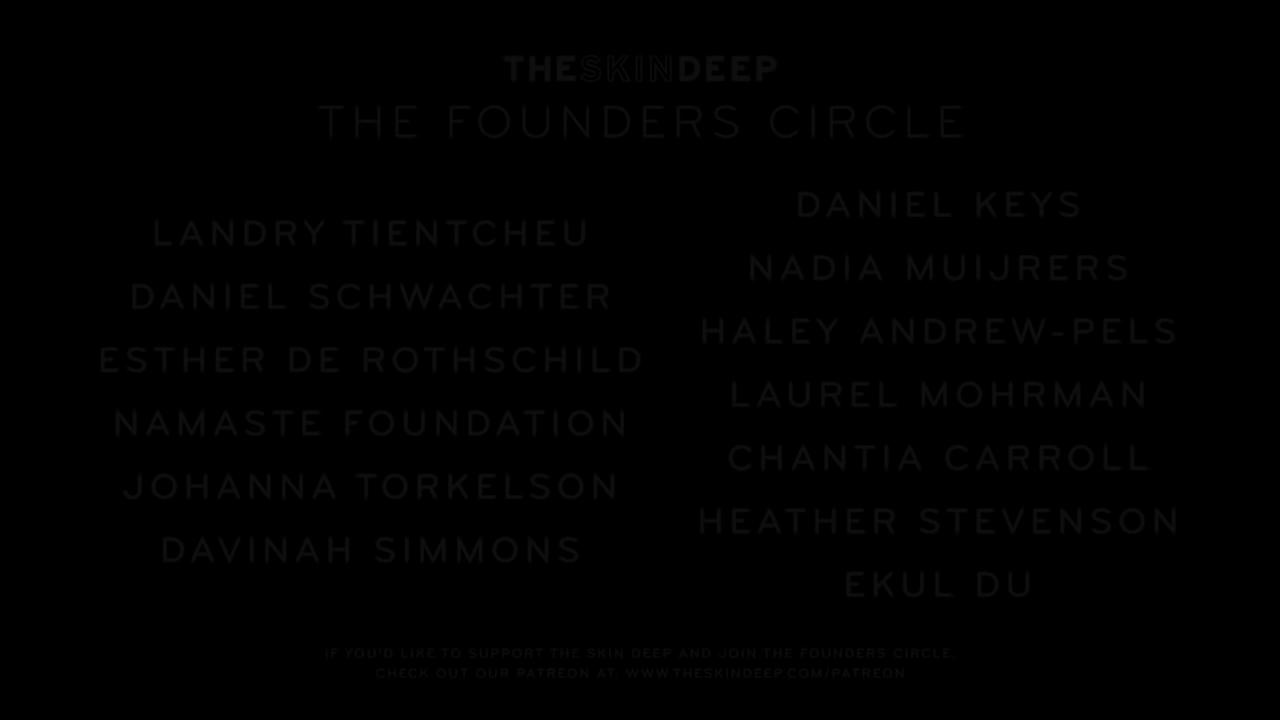 THESKINDEEP
THE FOUNDERS CIRCLE
LANDRY TIENTCHEU
DANIEL SCHWACHTER
ESTHER DE ROTHSCHILD
NAMASTE FOUNDATION
JOHANNA TORKELSON
DAVINAH SIMMONS
DANIEL KEYS
NADIA MUIJRERS
HALEY ANDREW-PELS
LAUREL MOHRMAN
CHANTIA CARROLL
HEATHER STEVENSON
EKUL DU
IF YOU'D LIKE TO SUPPORT THE SKIN DEEP AND JOIN THE FOUNDERS CIRCLE,
CHECK OUT OUR PATREON AT: WWW.THESKINDEEP.COM/PATREON